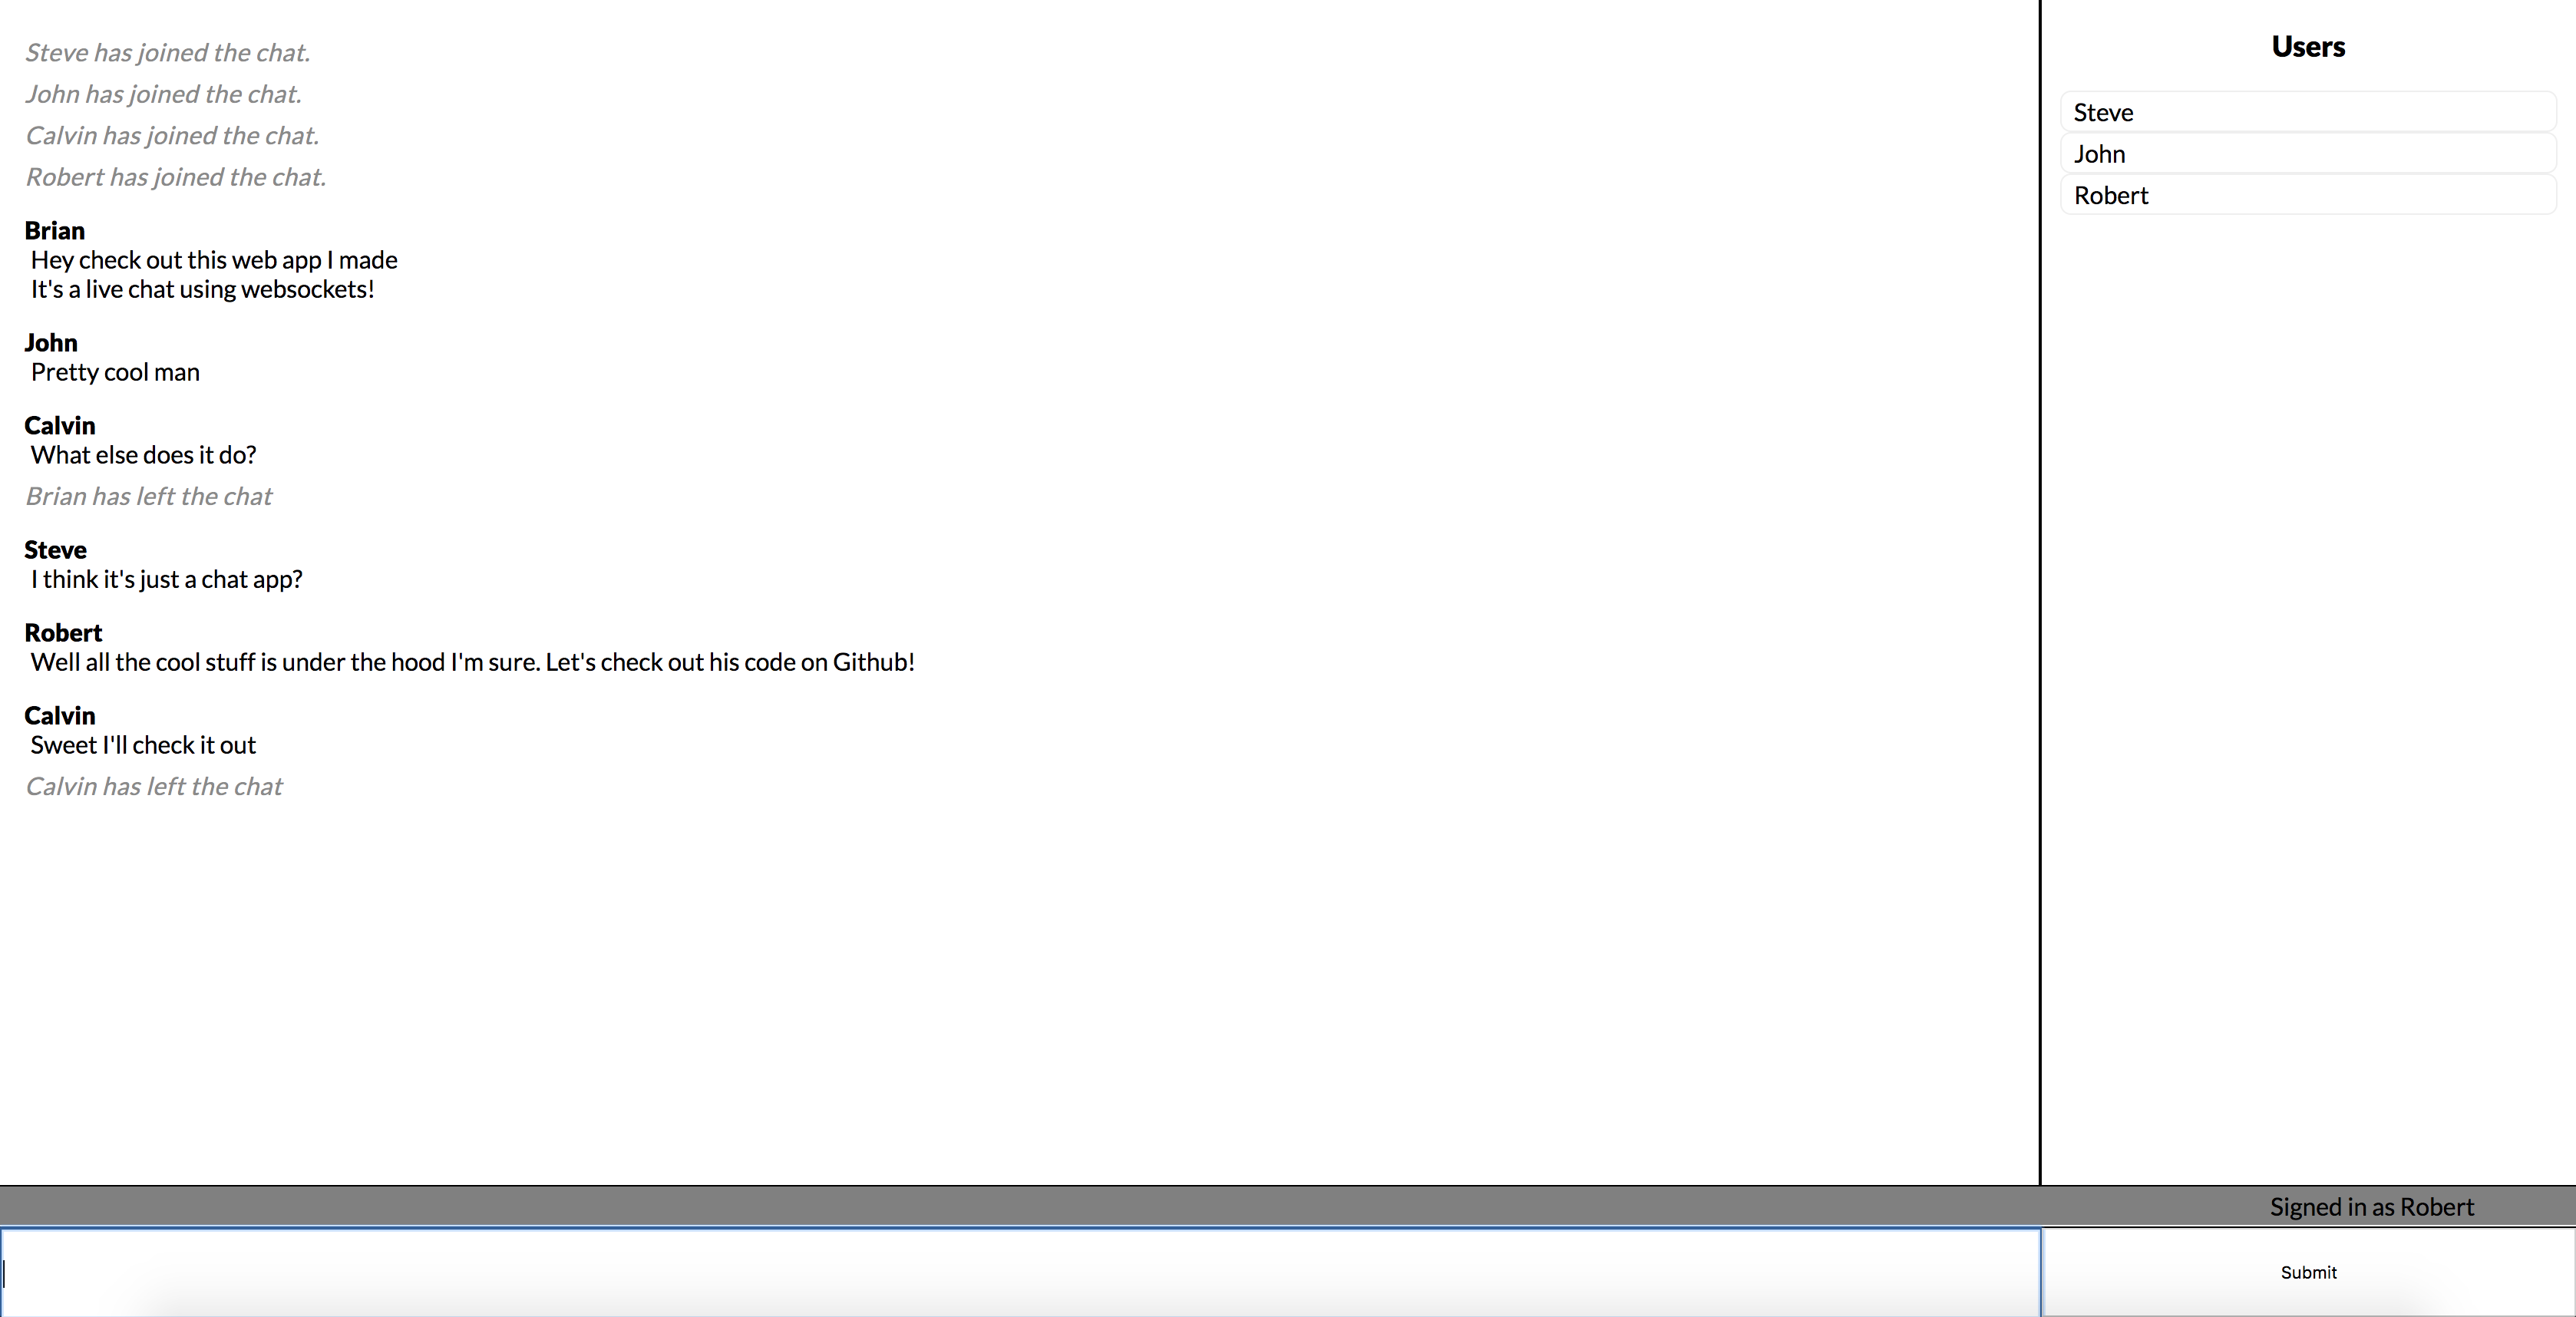 Steve has joined the chat.
John has joined the chat.
Calvin has joined the chat.
Robert has joined the chat.
Brian
Hey check out this web app I made
It's a live chat using websockets!
John
Pretty cool man
Calvin
What else does it do?
Brian has left the chat
Steve
I think it's just a chat app?
Robert
Well all the cool stuff is under the hood I'm sure. Let's check out his code on Github!
Calvin
Sweet I'll check it out
Calvin has left the chat
Users
Steve
John
Robert
Signed in as Robert
Submit